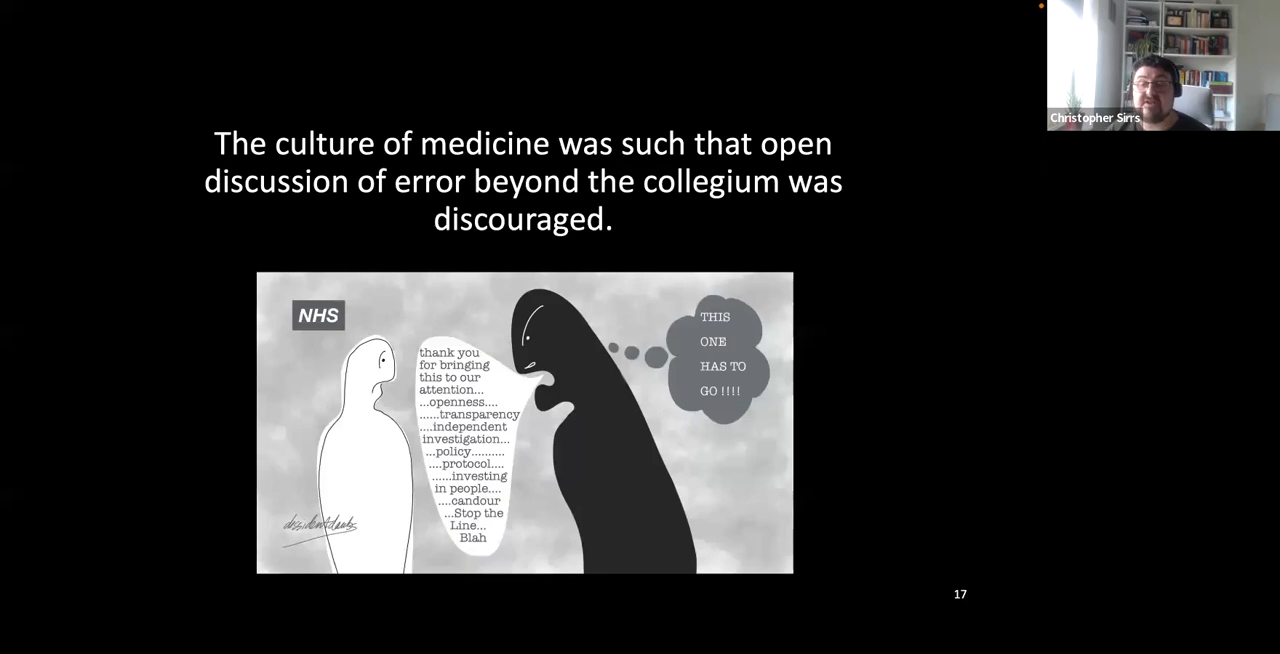 Christopher Sirrs
The culture of medicine was such that open
discussion of error beyond the collegium was
discouraged.
NHS
thank you
for bringing
this to our
attention...
...openness....
......transparency
....independent
investigation...
...policy..........
....protocol....
......investing
in people....
....candour
...Stop the
Line...
Blah
THIS
ONE
HAS TO
GO !!!!
17